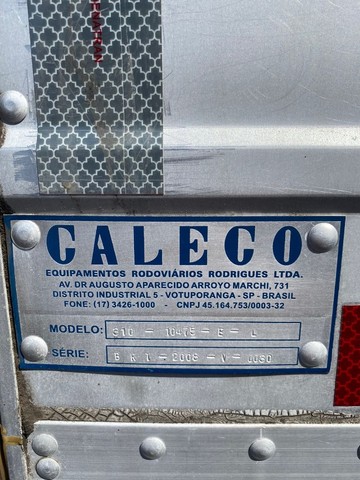 DENATRAN
GALEGO
EQUIPAMENTOS RODOVIÁRIOS RODRIGUES LTDA.
AV. DR AUGUSTO APARECIDO ARROYO MARCHI, 731
DISTRITO INDUSTRIAL 5 - VOTUPORANGA - SP - BRASIL
FONE: (17) 3426-1000 - CNPJ 45.164.753/0003-32
MODELO:
SÉRIE: